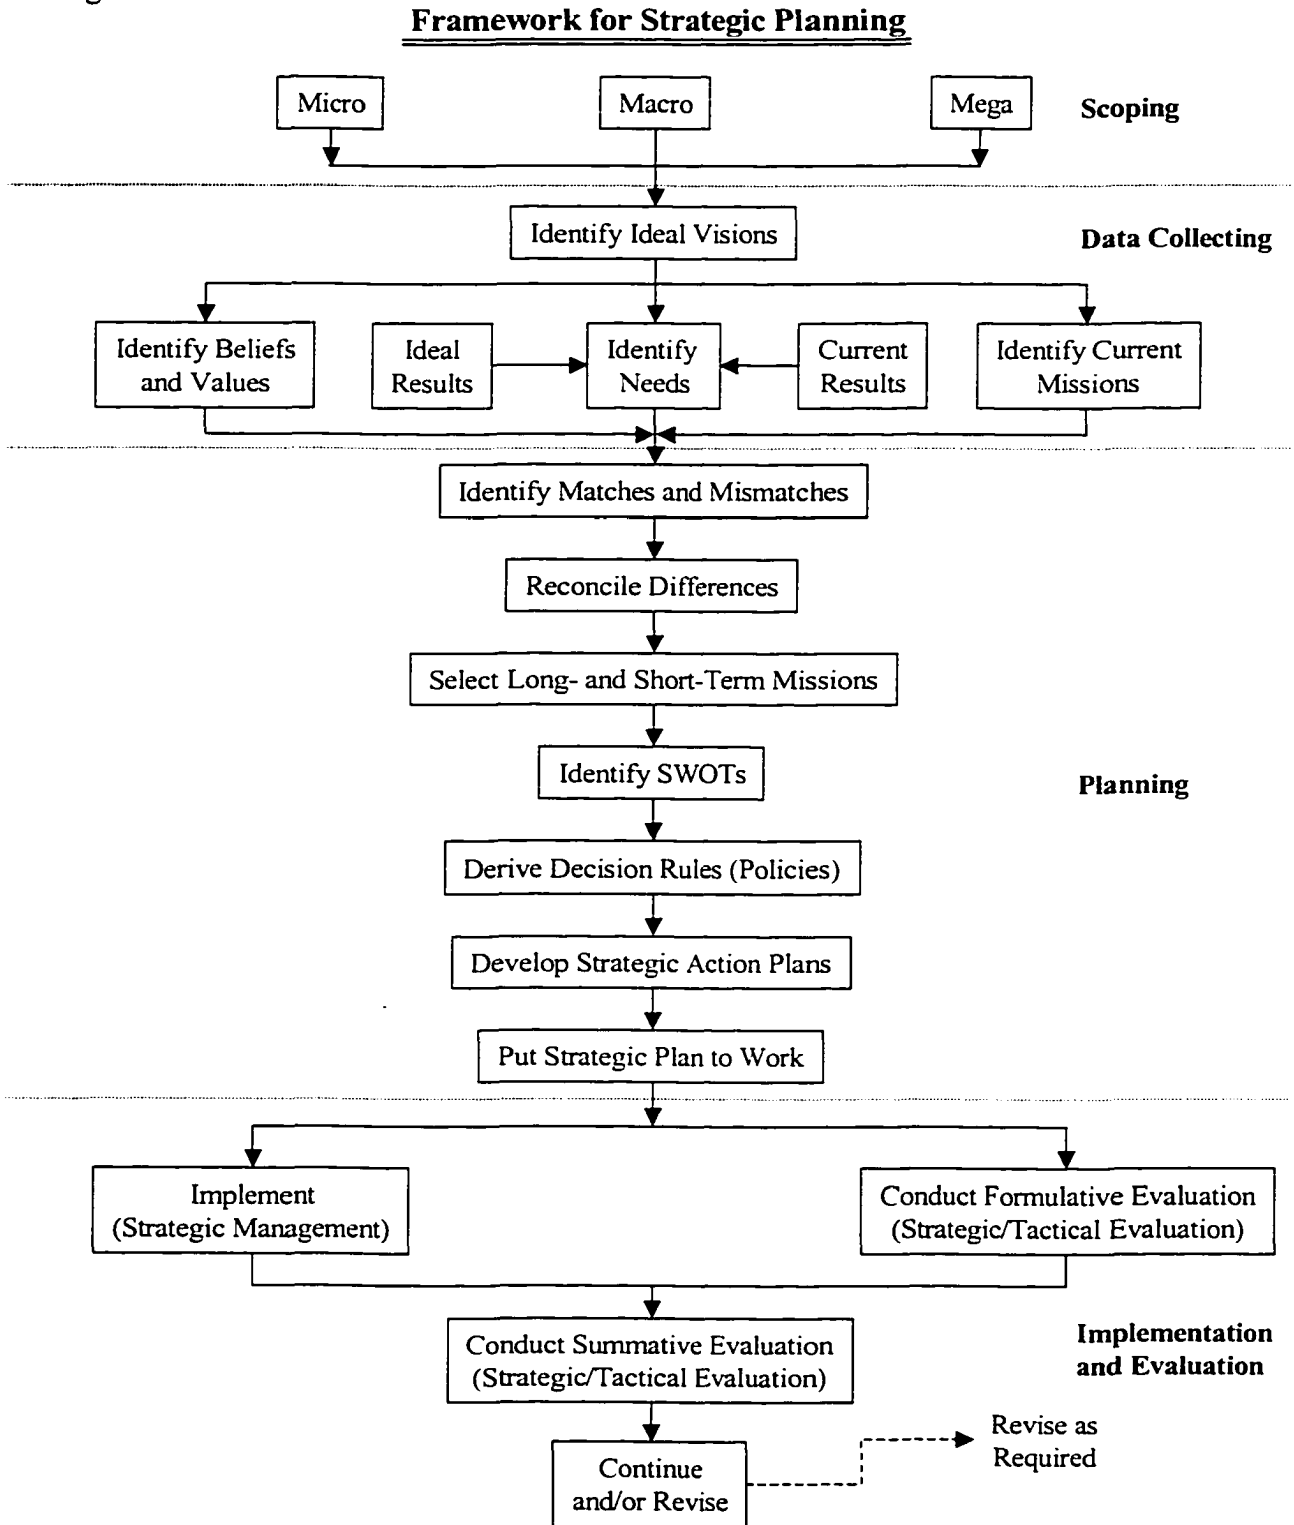 Framework for Strategic Planning
Micro
Macro
Mega
Scoping
Identify Ideal Visions
Data Collecting
Identify Beliefs
and Values
Ideal
Results
Identify
Needs
Current
Results
Identify Current
Missions
Identify Matches and Mismatches
Reconcile Differences
Select Long- and Short-Term Missions
Identify SWOTs
Planning
Derive Decision Rules (Policies)
Develop Strategic Action Plans
Put Strategic Plan to Work
Implement
(Strategic Management)
Conduct Formulative Evaluation
(Strategic/Tactical Evaluation)
Conduct Summative Evaluation
(Strategic/Tactical Evaluation)
Implementation
and Evaluation
Revise as
Required
Continue
and/or Revise